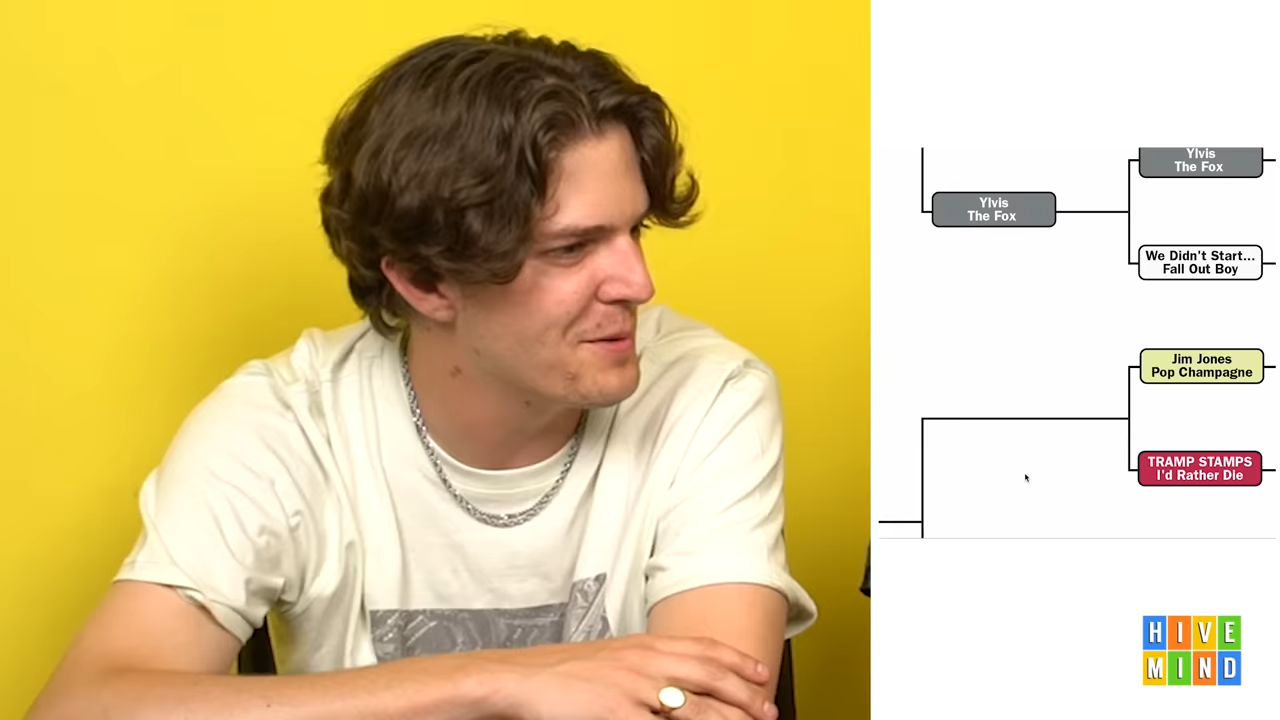 Ylvis
The Fox
Ylvis
The Fox
We Didn't Start...
Fall Out Boy
Jim Jones
Pop Champagne
TRAMP STAMPS
I'd Rather Die
HIVE
MIND